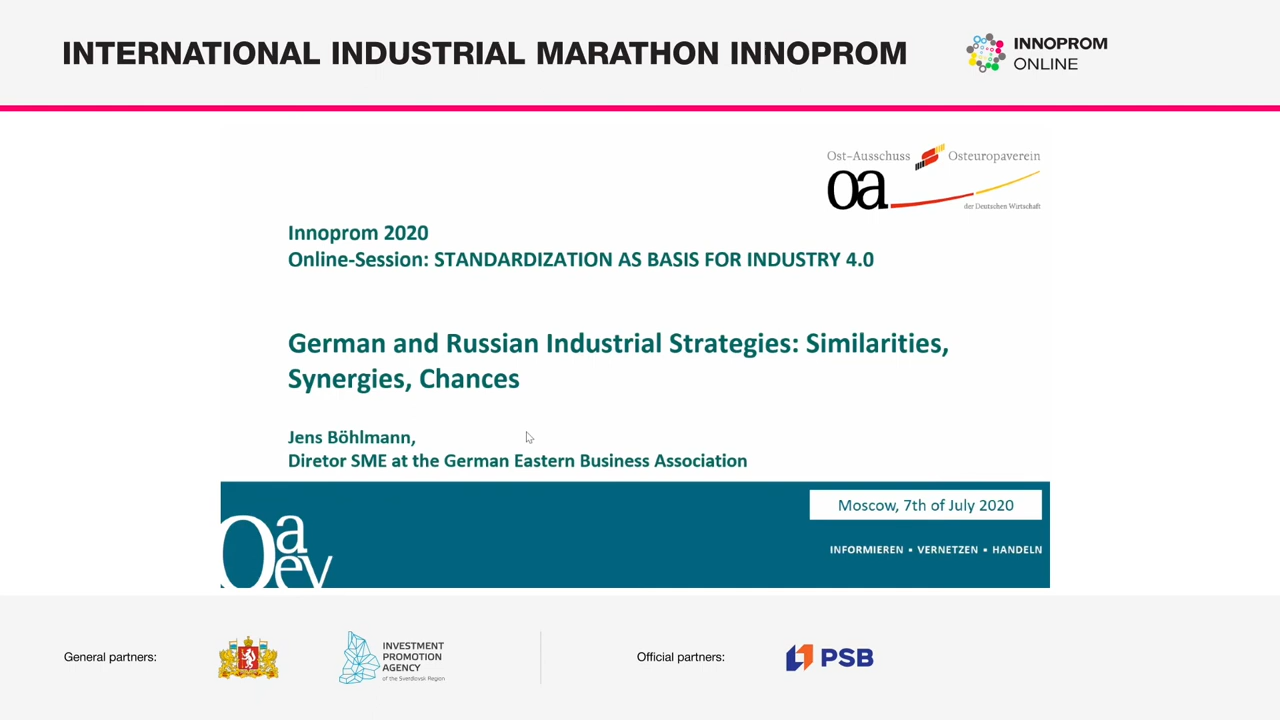 INTERNATIONAL INDUSTRIAL MARATHON INNOPROM
INNOPROM
ONLINE
Ost-Ausschuss Osteuropaverein
oa
der Deutschen Wirtschaft
Innoprom 2020
Online-Session: STANDARDIZATION AS BASIS FOR INDUSTRY 4.0
German and Russian Industrial Strategies: Similarities,
Synergies, Chances
Jens Böhlmann,
Diretor SME at the German Eastern Business Association
Moscow, 7th of July 2020
INFORMIEREN ▪ VERNETZEN ▪ HANDELN
Oa
ev
General partners:
INVESTMENT
PROMOTION
AGENCY
of the Sverdlovsk Region
Official partners:
PSB